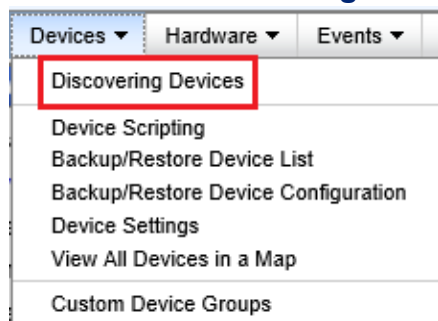 Devices ▼ Hardware ▼ Events ▼
Discovering Devices
Device Scripting
Backup/Restore Device List
Backup/Restore Device Configuration
Device Settings
View All Devices in a Map
Custom Device Groups